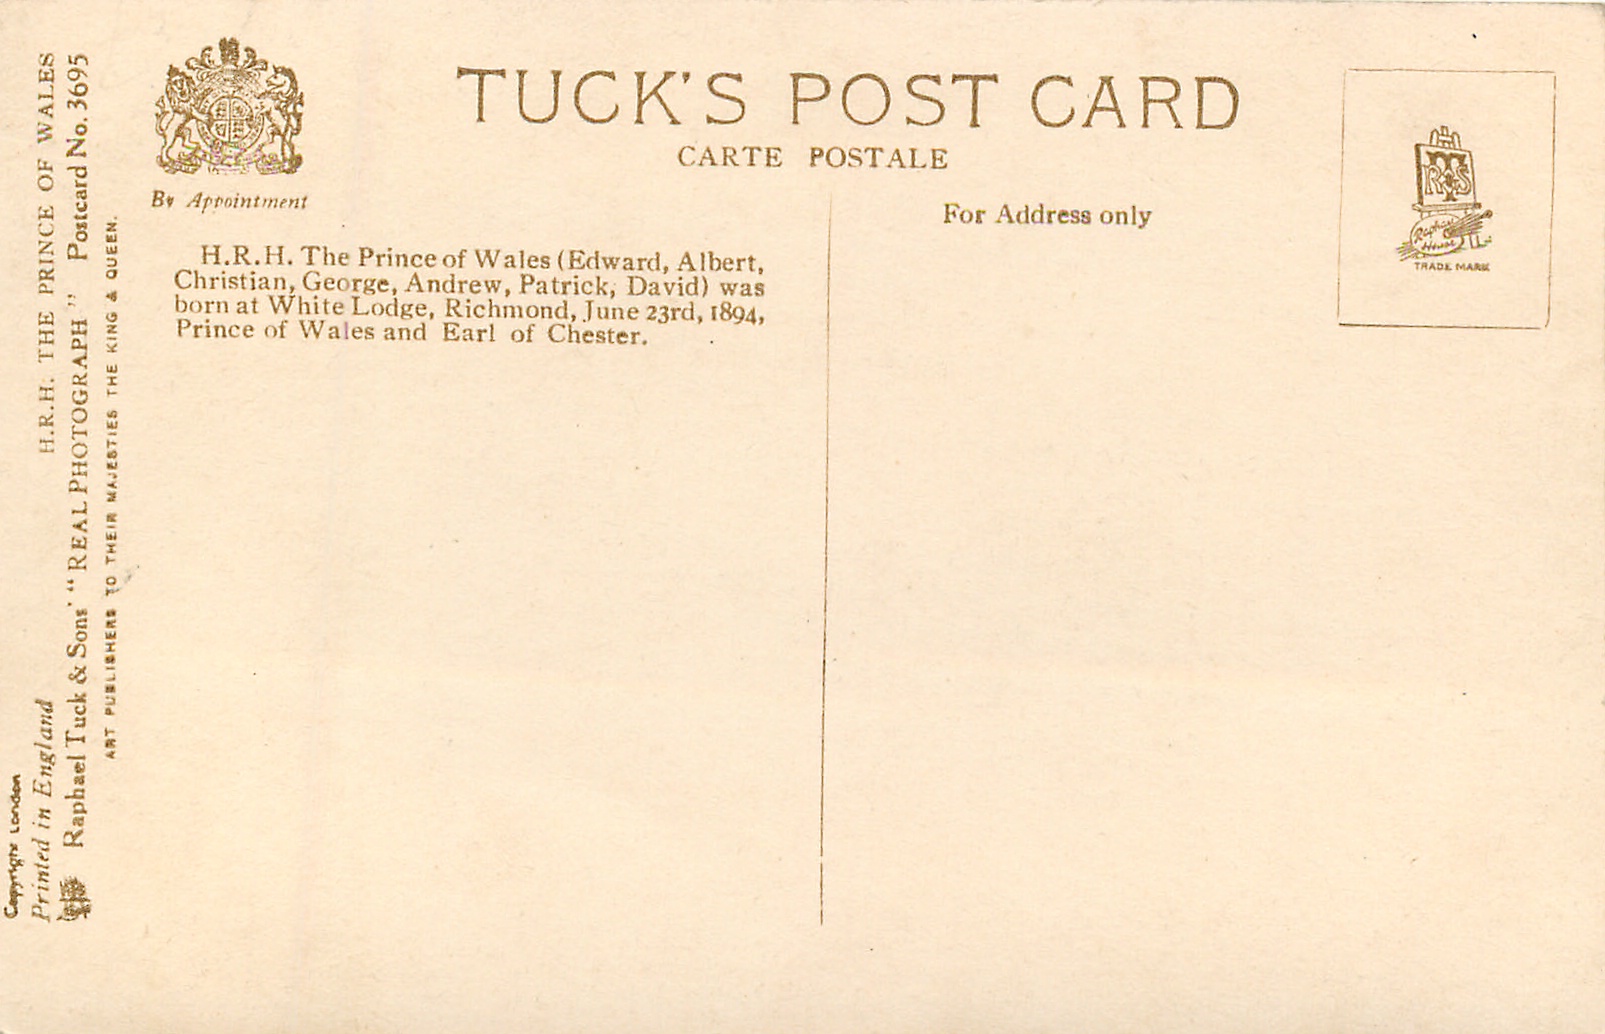 TUCK'S POST CARD
CARTE POSTALE
By Appointment
For Address only
H.R.H. The Prince of Wales (Edward, Albert,
Christian, George, Andrew, Patrick, David) was
born at White Lodge, Richmond, June 23rd, 1894,
Prince of Wales and Earl of Chester.
RTS
Raphael
House
TRADE MARK
Copyright London
Printed in England
H.R.H. THE PRINCE OF WALES
Raphael Tuck & Sons' "REAL PHOTOGRAPH" Postcard No. 3695
ART PUBLISHERS TO THEIR MAJESTIES THE KING & QUEEN.